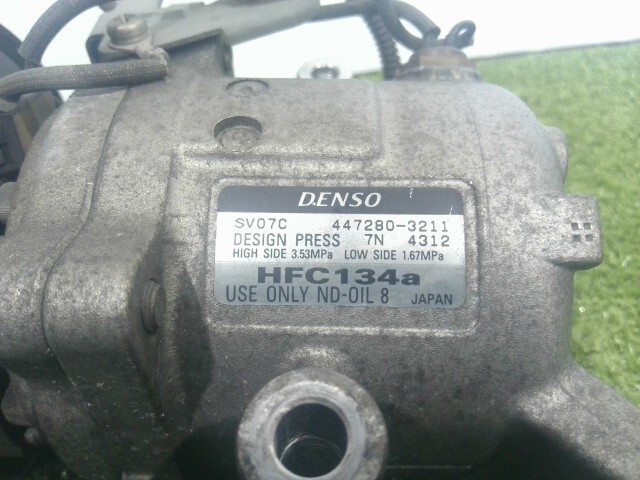 DENSO
SV07C 447280-3211
DESIGN PRESS 7N 4312
HIGH SIDE 3.53MPa LOW SIDE 1.67MPa
HFC134a
USE ONLY ND-OIL 8 JAPAN